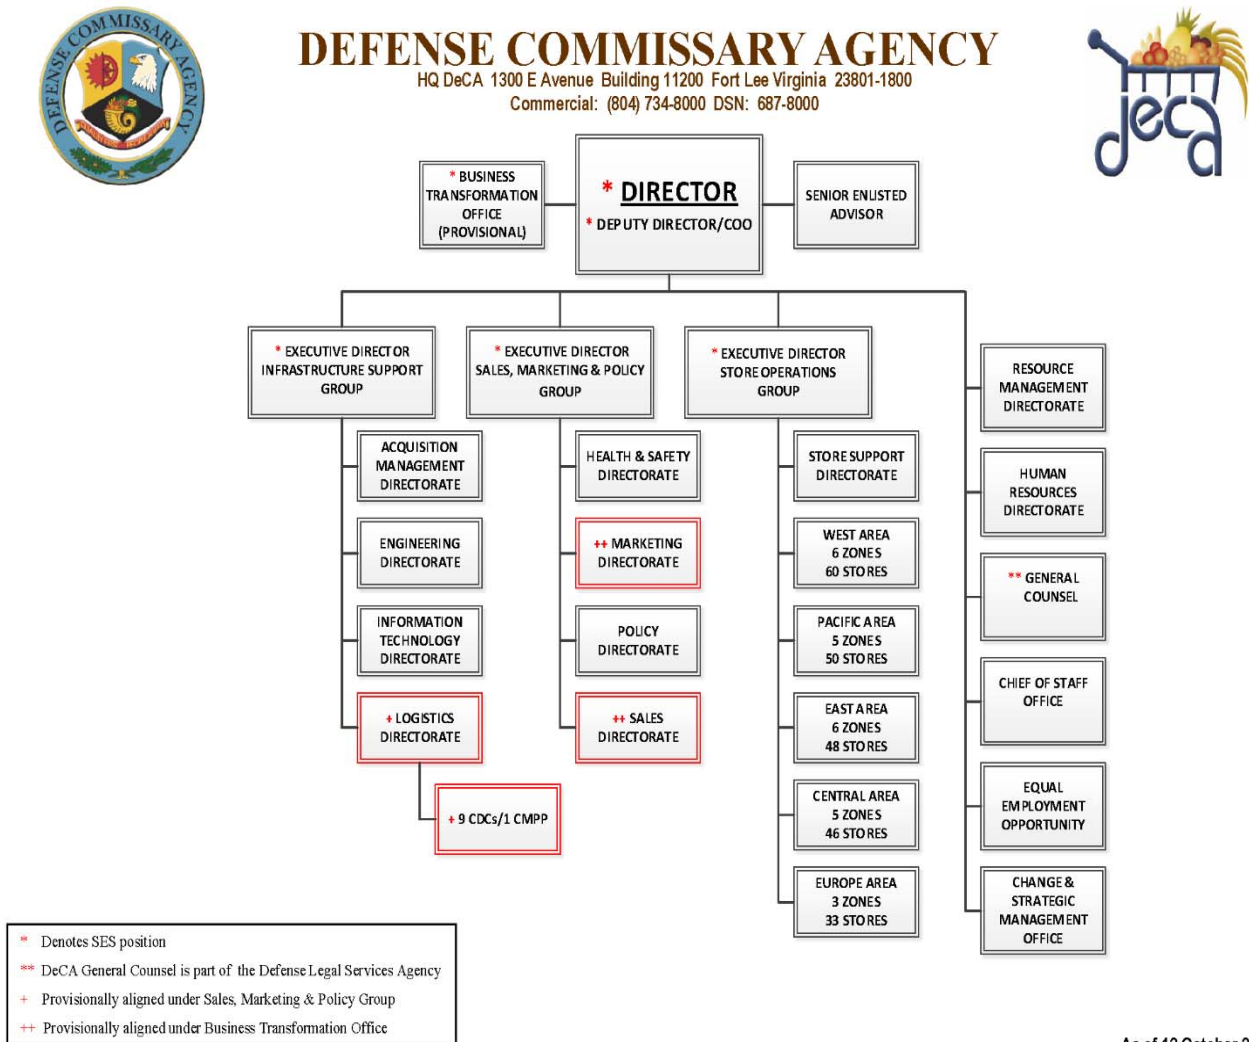 DEFENSE COMMISSARY AGENCY
DEFENSE COMMISSARY AGENCY
HQ DeCA 1300 E Avenue Building 11200 Fort Lee Virginia 23801-1800
Commercial: (804) 734-8000 DSN: 687-8000
deca
* BUSINESS
TRANSFORMATION
OFFICE
(PROVISIONAL)
* DIRECTOR
* DEPUTY DIRECTOR/COO
SENIOR ENLISTED
ADVISOR
* EXECUTIVE DIRECTOR
INFRASTRUCTURE SUPPORT
GROUP
* EXECUTIVE DIRECTOR
SALES, MARKETING & POLICY
GROUP
* EXECUTIVE DIRECTOR
STORE OPERATIONS
GROUP
ACQUISITION
MANAGEMENT
DIRECTORATE
ENGINEERING
DIRECTORATE
INFORMATION
TECHNOLOGY
DIRECTORATE
+ LOGISTICS
DIRECTORATE
+ 9 CDCs/1 CMPP
HEALTH & SAFETY
DIRECTORATE
++ MARKETING
DIRECTORATE
POLICY
DIRECTORATE
++ SALES
DIRECTORATE
STORE SUPPORT
DIRECTORATE
WEST AREA
6 ZONES
60 STORES
PACIFIC AREA
5 ZONES
50 STORES
EAST AREA
6 ZONES
48 STORES
CENTRAL AREA
5 ZONES
46 STORES
EUROPE AREA
3 ZONES
33 STORES
RESOURCE
MANAGEMENT
DIRECTORATE
HUMAN
RESOURCES
DIRECTORATE
** GENERAL
COUNSEL
CHIEF OF STAFF
OFFICE
EQUAL
EMPLOYMENT
OPPORTUNITY
CHANGE &
STRATEGIC
MANAGEMENT
OFFICE
* Denotes SES position
** DeCA General Counsel is part of the Defense Legal Services Agency
+ Provisionally aligned under Sales, Marketing & Policy Group
++ Provisionally aligned under Business Transformation Office